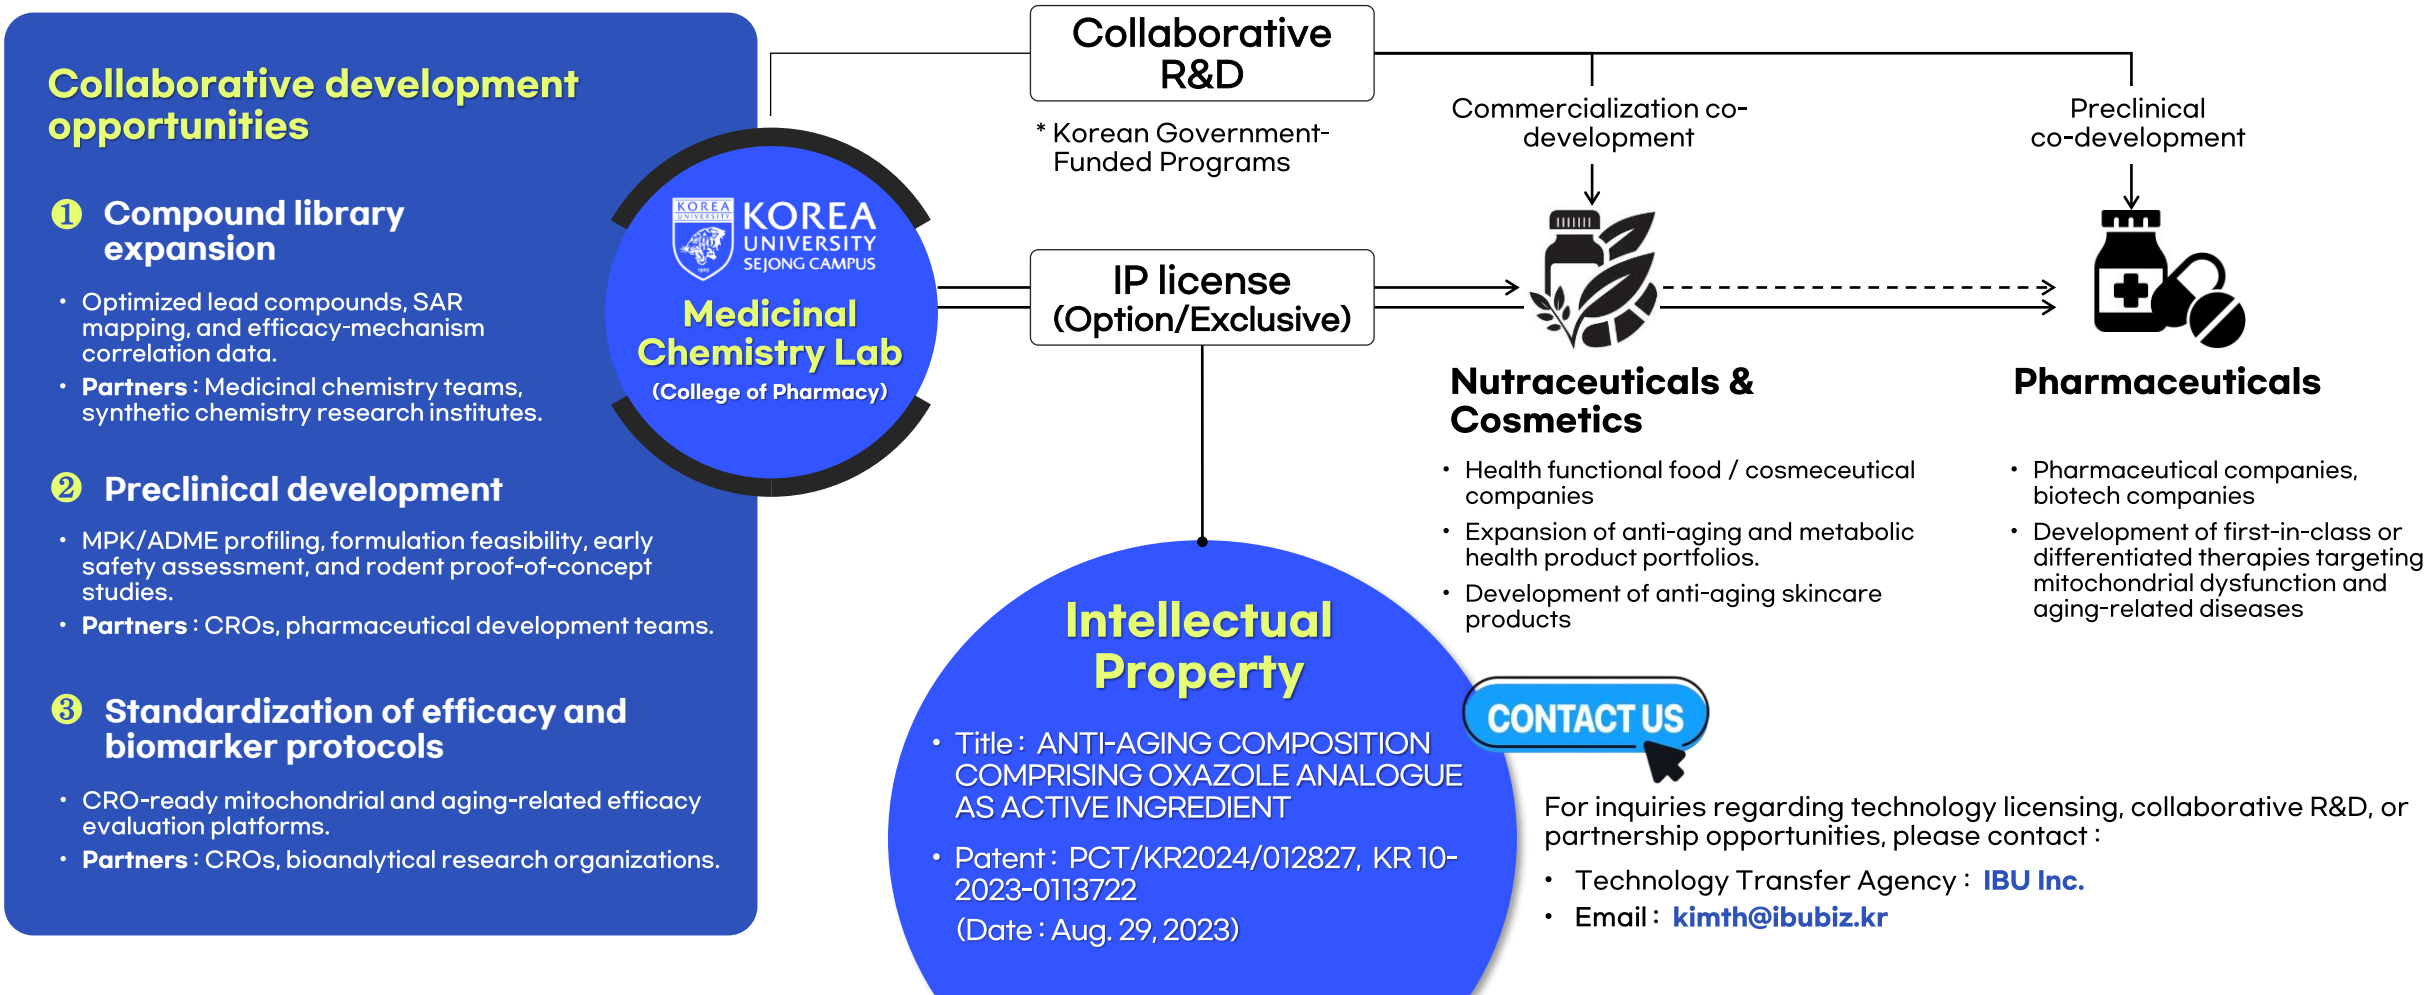 Collaborative development
opportunities
1 Compound library
expansion
• Optimized lead compounds, SAR
mapping, and efficacy-mechanism
correlation data.
• Partners : Medicinal chemistry teams,
synthetic chemistry research institutes.
2 Preclinical development
• MPK/ADME profiling, formulation feasibility, early
safety assessment, and rodent proof-of-concept
studies.
• Partners : CROs, pharmaceutical development teams.
3 Standardization of efficacy and
biomarker protocols
• CRO-ready mitochondrial and aging-related efficacy
evaluation platforms.
• Partners : CROs, bioanalytical research organizations.
KOREA
UNIVERSITY
1905
KOREA
UNIVERSITY
SEJONG CAMPUS
Medicinal
Chemistry Lab
(College of Pharmacy)
Collaborative
R&D
* Korean Government-
Funded Programs
IP license
(Option/Exclusive)
Commercialization co-
development
Preclinical
co-development
Nutraceuticals &
Cosmetics
• Health functional food / cosmeceutical
companies
• Expansion of anti-aging and metabolic
health product portfolios.
• Development of anti-aging skincare
products
Pharmaceuticals
• Pharmaceutical companies,
biotech companies
• Development of first-in-class or
differentiated therapies targeting
mitochondrial dysfunction and
aging-related diseases
Intellectual
Property
• Title : ANTI-AGING COMPOSITION
COMPRISING OXAZOLE ANALOGUE
AS ACTIVE INGREDIENT
• Patent : PCT/KR2024/012827, KR 10-
2023-0113722
(Date : Aug. 29, 2023)
CONTACT US
For inquiries regarding technology licensing, collaborative R&D, or
partnership opportunities, please contact :
• Technology Transfer Agency : IBU Inc.
• Email : kimth@ibubiz.kr